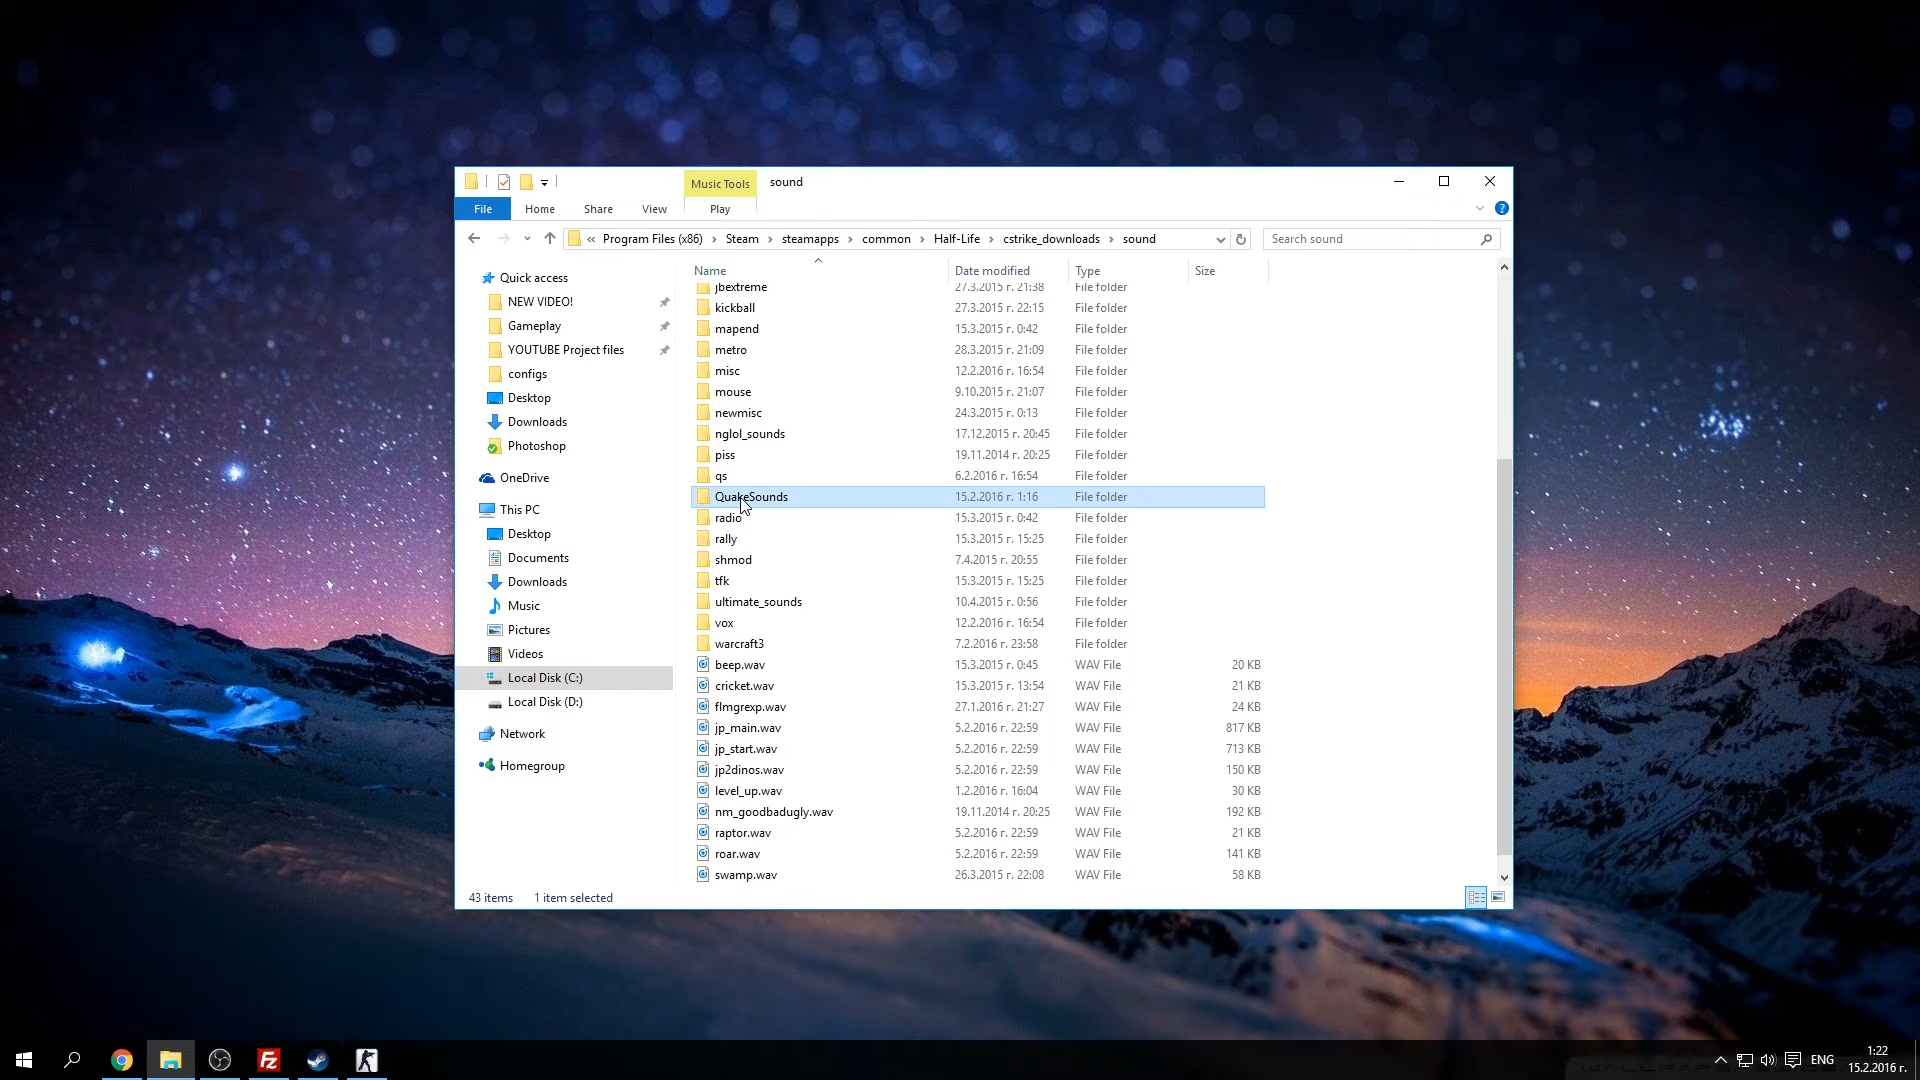 Music Tools sound
File Home Share View Play
« Program Files (x86) › Steam › steamapps › common › Half-Life › cstrike_downloads › sound Search sound
Name Date modified Type Size
Quick access
NEW VIDEO!
Gameplay
YOUTUBE Project files
configs
Desktop
Downloads
Photoshop
OneDrive
This PC
Desktop
Documents
Downloads
Music
Pictures
Videos
Local Disk (C:)
Local Disk (D:)
Network
Homegroup
jbextreme 27.3.2015 г. 21:38 File folder
kickball 27.3.2015 г. 22:15 File folder
mapend 15.3.2015 г. 0:42 File folder
metro 28.3.2015 г. 21:09 File folder
misc 12.2.2016 г. 16:54 File folder
mouse 9.10.2015 г. 21:07 File folder
newmisc 24.3.2015 г. 0:13 File folder
nglol_sounds 17.12.2015 г. 20:45 File folder
piss 19.11.2014 г. 20:25 File folder
qs 6.2.2016 г. 16:54 File folder
QuakeSounds 15.2.2016 г. 1:16 File folder
radio 15.3.2015 г. 0:42 File folder
rally 15.3.2015 г. 15:25 File folder
shmod 7.4.2015 г. 20:55 File folder
tfk 15.3.2015 г. 15:25 File folder
ultimate_sounds 10.4.2015 г. 0:56 File folder
vox 12.2.2016 г. 16:54 File folder
warcraft3 7.2.2016 г. 23:58 File folder
beep.wav 15.3.2015 г. 0:45 WAV File 20 KB
cricket.wav 15.3.2015 г. 13:54 WAV File 21 KB
flmgrexp.wav 27.1.2016 г. 21:27 WAV File 24 KB
jp_main.wav 5.2.2016 г. 22:59 WAV File 817 KB
jp_start.wav 5.2.2016 г. 22:59 WAV File 713 KB
jp2dinos.wav 5.2.2016 г. 22:59 WAV File 150 KB
level_up.wav 1.2.2016 г. 16:04 WAV File 30 KB
nm_goodbadugly.wav 19.11.2014 г. 20:25 WAV File 192 KB
raptor.wav 5.2.2016 г. 22:59 WAV File 21 KB
roar.wav 5.2.2016 г. 22:59 WAV File 141 KB
swamp.wav 26.3.2015 г. 22:08 WAV File 58 KB
43 items 1 item selected
ENG
1:22
15.2.2016 г.